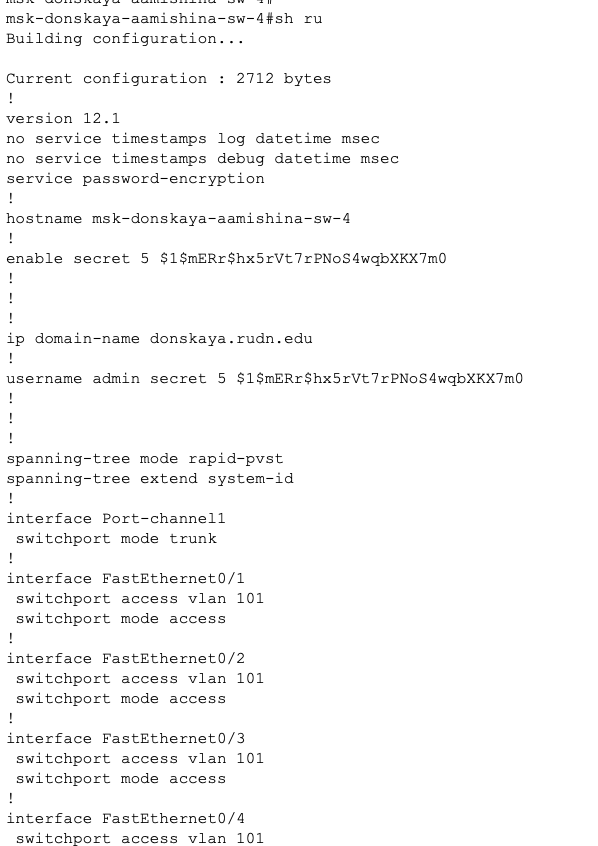 msk-donskaya-aamishina-sw-4#
msk-donskaya-aamishina-sw-4#sh ru
Building configuration...
Current configuration : 2712 bytes
!
version 12.1
no service timestamps log datetime msec
no service timestamps debug datetime msec
service password-encryption
!
hostname msk-donskaya-aamishina-sw-4
!
enable secret 5 $1$mERr$hx5rVt7rPNoS4wqbXKX7m0
!
!
!
ip domain-name donskaya.rudn.edu
!
username admin secret 5 $1$mERr$hx5rVt7rPNoS4wqbXKX7m0
!
!
!
spanning-tree mode rapid-pvst
spanning-tree extend system-id
!
interface Port-channel1
 switchport mode trunk
!
interface FastEthernet0/1
 switchport access vlan 101
 switchport mode access
!
interface FastEthernet0/2
 switchport access vlan 101
 switchport mode access
!
interface FastEthernet0/3
 switchport access vlan 101
 switchport mode access
!
interface FastEthernet0/4
 switchport access vlan 101